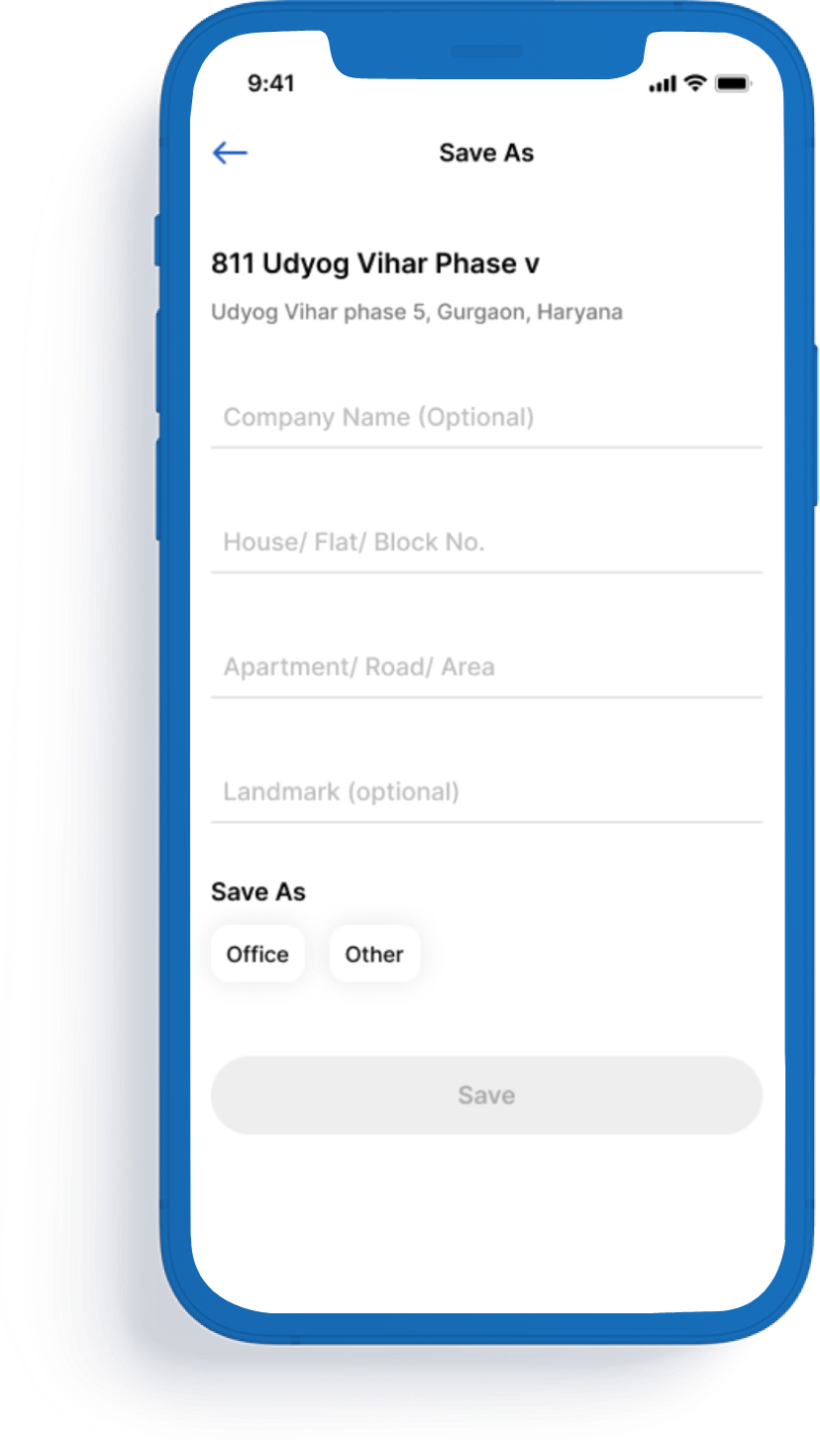 9:41
Save As
811 Udyog Vihar Phase v
Udyog Vihar phase 5, Gurgaon, Haryana
Company Name (Optional)
House/ Flat/ Block No.
Apartment/ Road/ Area
Landmark (optional)
Save As
Office Other
Save